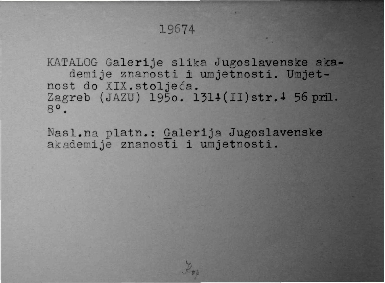 19674
KATALOG Galerije slika Jugoslavenske aka-
demije znanosti i umjetnosti. Umjet-
nost do XIX.stoljeća.
Zagreb (JAZU) 195o. 131+(II)str.+ 56 pril.
8°.
Nasl.na platn.: Galerija Jugoslavenske
akademije znanosti i umjetnosti.